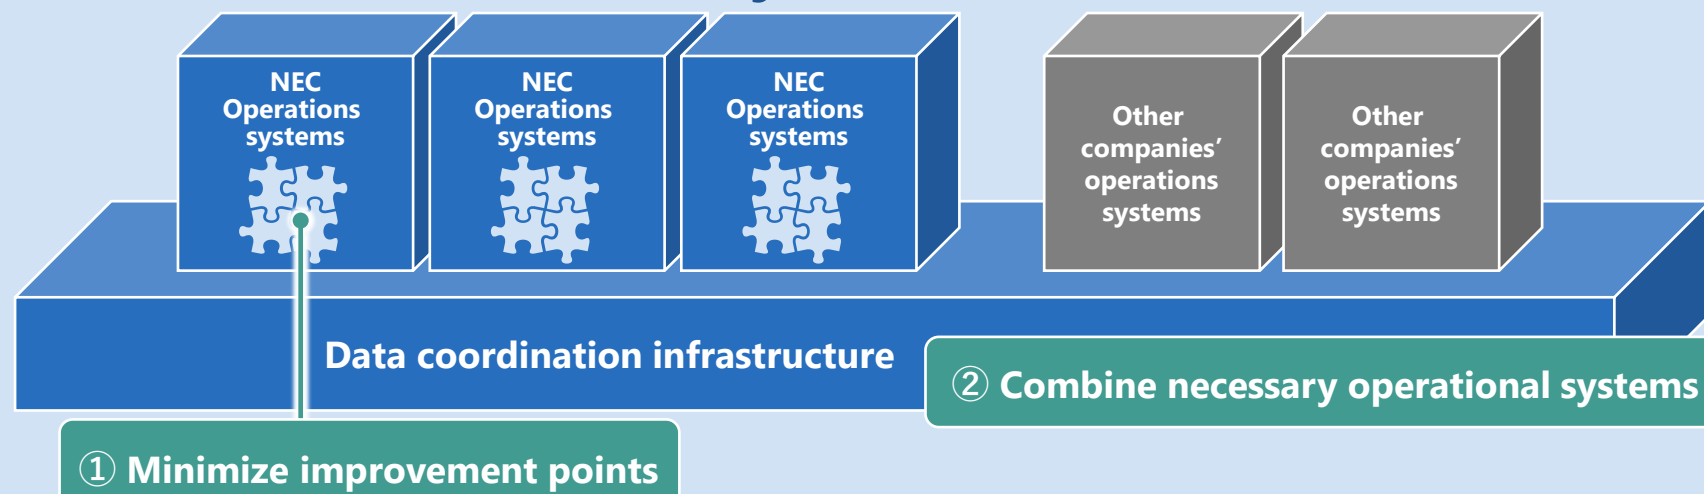 NEC
Operations
systems
NEC
Operations
systems
NEC
Operations
systems
Other
companies’
operations
systems
Other
companies’
operations
systems
Data coordination infrastructure
② Combine necessary operational systems
① Minimize improvement points